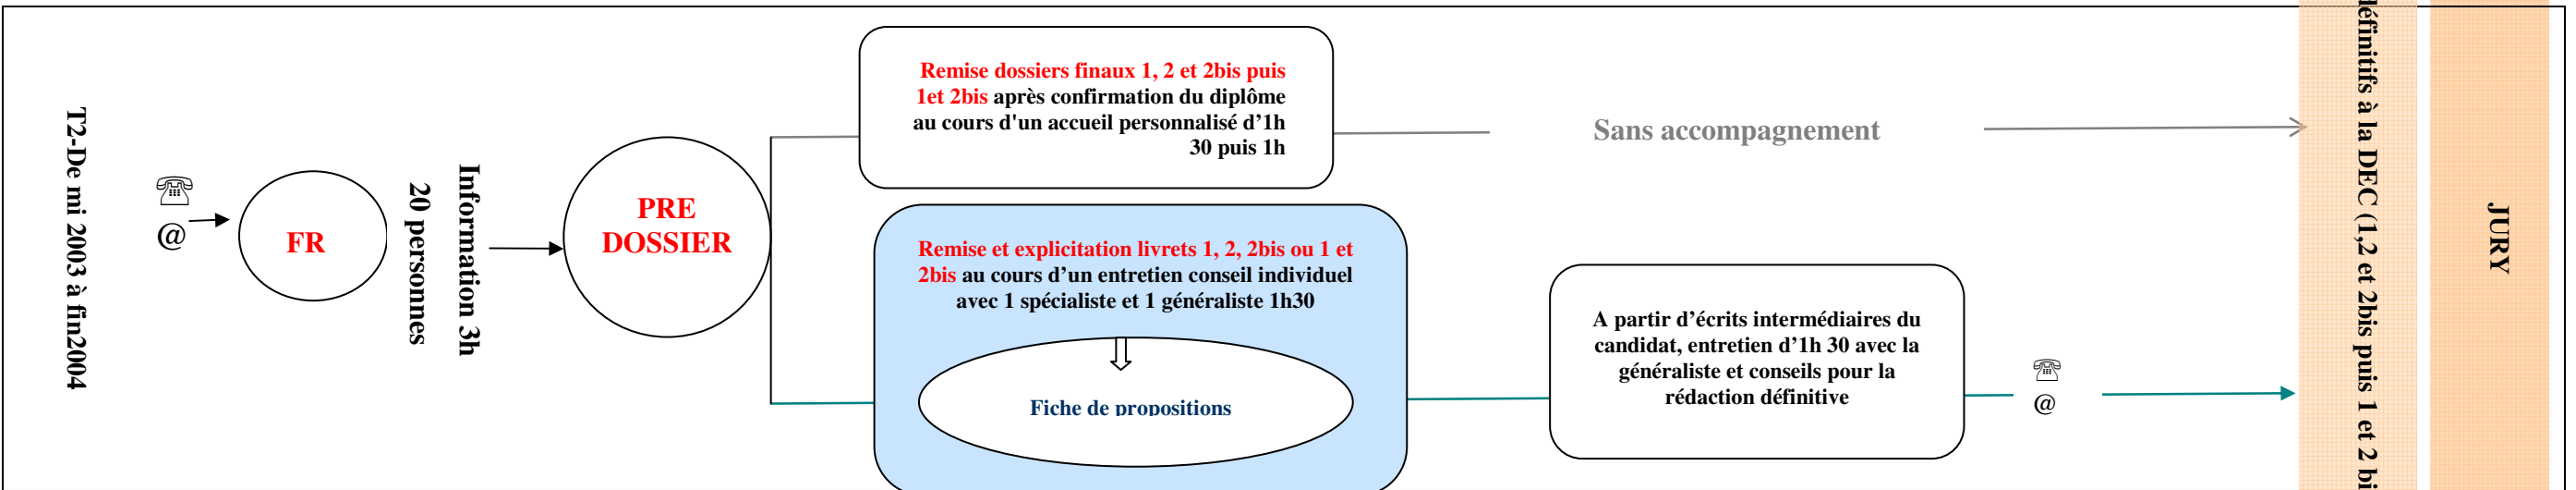 T2-De mi 2003 à fin2004
☎
@
FR
Information 3h
20 personnes
PRE
DOSSIER
Remise dossiers finaux 1, 2 et 2bis puis
1et 2bis après confirmation du diplôme
au cours d'un accueil personnalisé d’1h
30 puis 1h
Sans accompagnement
Remise et explicitation livrets 1, 2, 2bis ou 1 et
2bis au cours d’un entretien conseil individuel
avec 1 spécialiste et 1 généraliste 1h30
Fiche de propositions
A partir d’écrits intermédiaires du
candidat, entretien d’1h 30 avec la
généraliste et conseils pour la
rédaction définitive
☎
@
définitifs à la DEC (1,2 et 2bis puis 1 et 2 bi
JURY